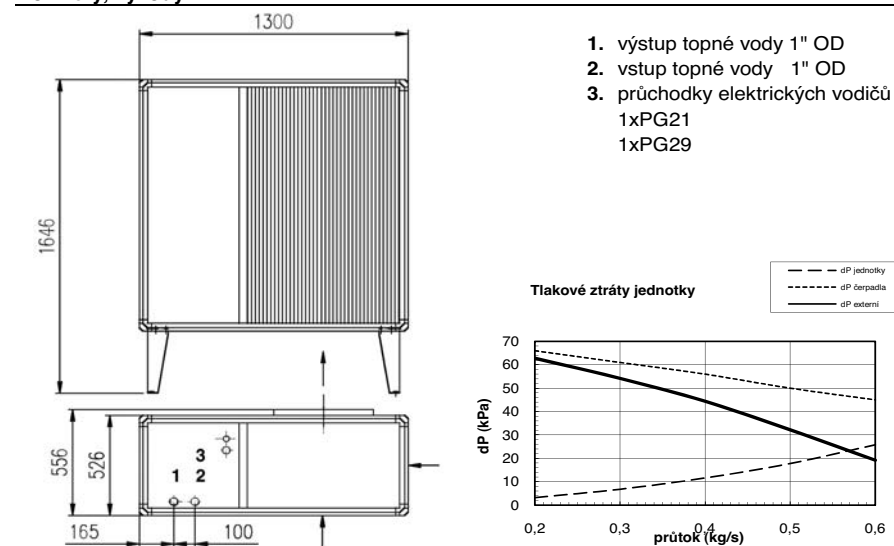 1300
1. výstup topné vody 1" OD
2. vstup topné vody 1" OD
3. průchodky elektrických vodičů
1xPG21
1xPG29
1646
Tlakové ztráty jednotky
dP jednotky
dP čerpadla
dP externí
70
60
50
40
30
20
10
0
dP (kPa)
0,2
0,3
0,4
0,5
0,6
průtok (kg/s)
556
526
3
1 2
165
100